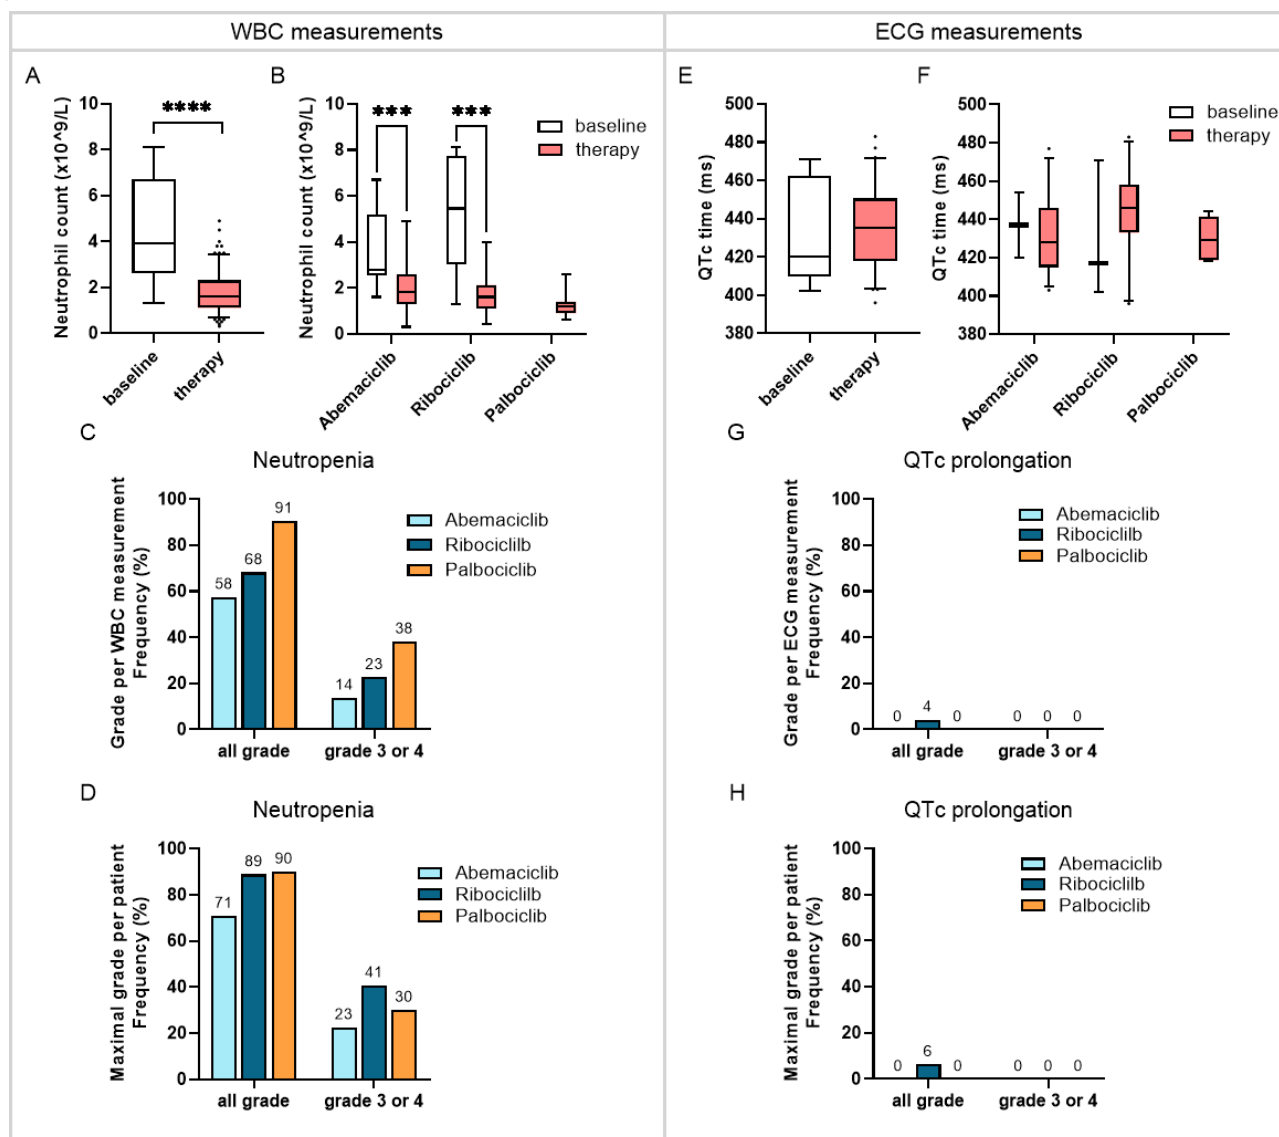 WBC measurements
ECG measurements
A
Neutrophil count (x10^9/L)
10
8
6
4
2
0
****
baseline
therapy
B
Neutrophil count (x10^9/L)
10
8
6
4
2
0
***
***
baseline
therapy
Abemaciclib
Ribociclib
Palbociclib
E
QTc time (ms)
500
480
460
440
420
400
380
baseline
therapy
F
QTc time (ms)
500
480
460
440
420
400
380
baseline
therapy
Abemaciclib
Ribociclib
Palbociclib
C
Neutropenia
Grade per WBC measurement
Frequency (%)
100
80
60
40
20
0
58
68
91
14
23
38
all grade
grade 3 or 4
Abemaciclib
Ribociclilb
Palbociclib
G
QTc prolongation
Grade per ECG measurement
Frequency (%)
100
80
60
40
20
0
0
4
0
0
0
0
all grade
grade 3 or 4
Abemaciclib
Ribociclilb
Palbociclib
D
Neutropenia
Maximal grade per patient
Frequency (%)
100
80
60
40
20
0
71
89
90
23
41
30
all grade
grade 3 or 4
Abemaciclib
Ribociclilb
Palbociclib
H
QTc prolongation
Maximal grade per patient
Frequency (%)
100
80
60
40
20
0
0
6
0
0
0
0
all grade
grade 3 or 4
Abemaciclib
Ribociclilb
Palbociclib